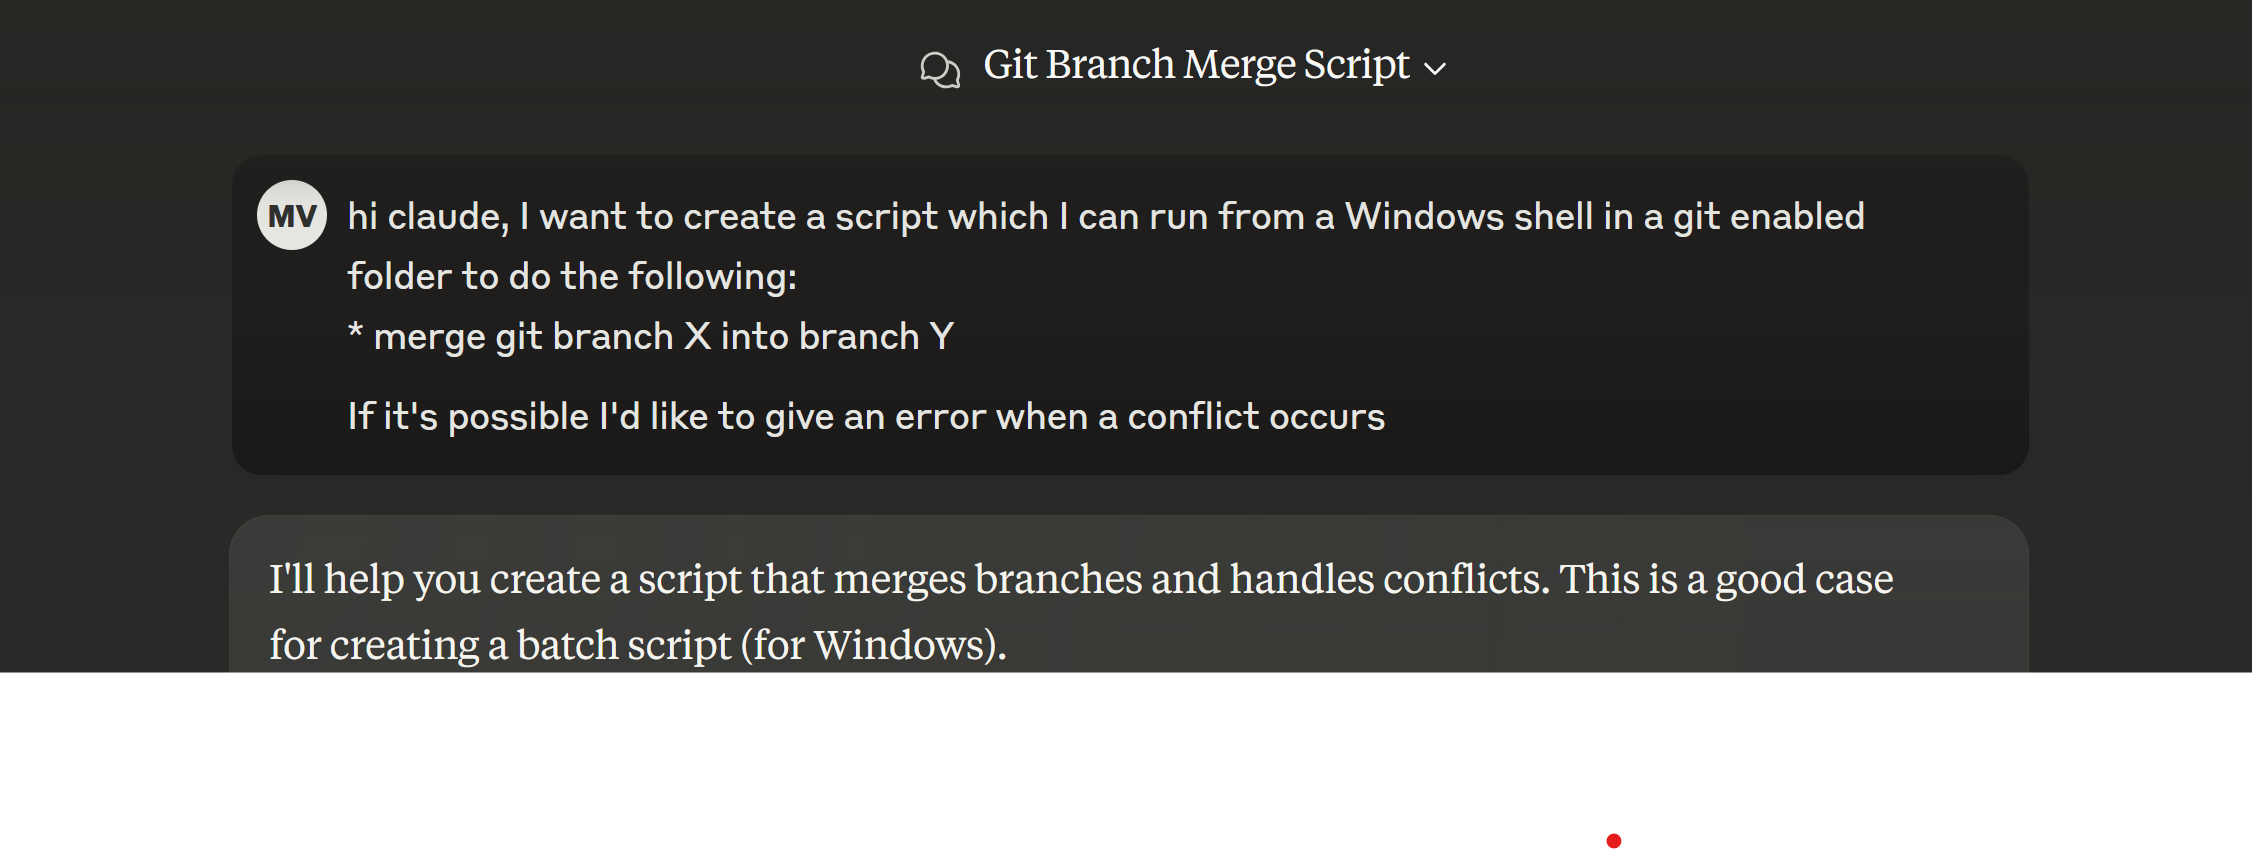 Git Branch Merge Script
MV
hi claude, I want to create a script which I can run from a Windows shell in a git enabled
folder to do the following:
* merge git branch X into branch Y
If it's possible I'd like to give an error when a conflict occurs
I'll help you create a script that merges branches and handles conflicts. This is a good case
for creating a batch script (for Windows).